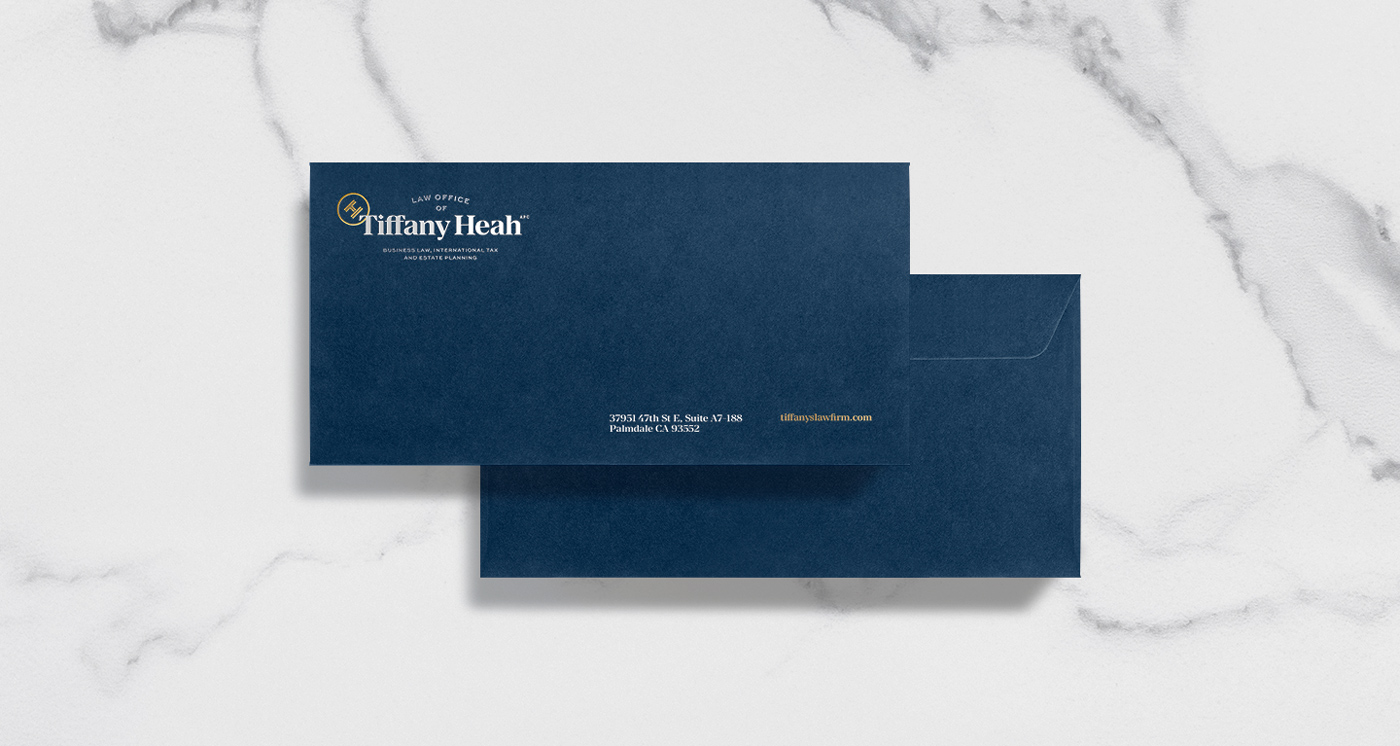 LAW OFFICE
OF
Tiffany Heah APC
BUSINESS LAW, INTERNATIONAL TAX
AND ESTATE PLANNING
37951 47th St E, Suite A7-188
Palmdale CA 93552
tiffanyslawfirm.com